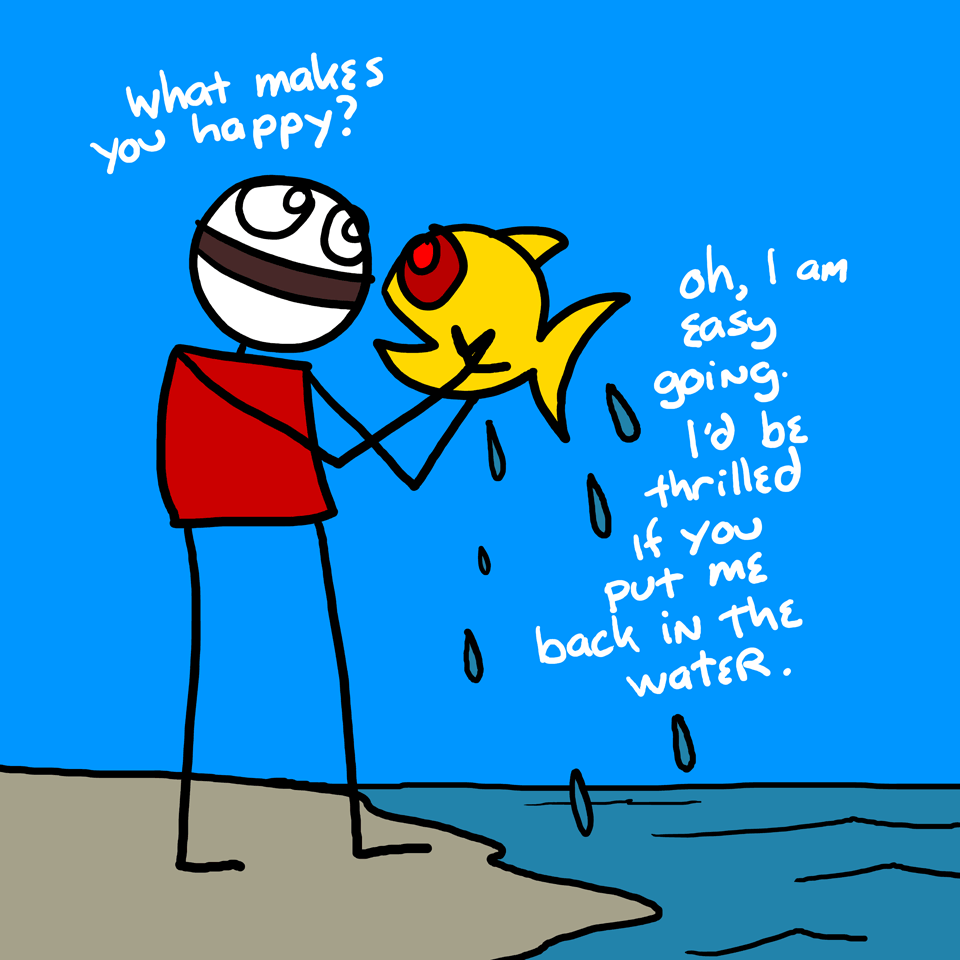 what makes
you happy?
oh, I am
easy
going.
I'd be
thrilled
if you
put me
back in the
water.